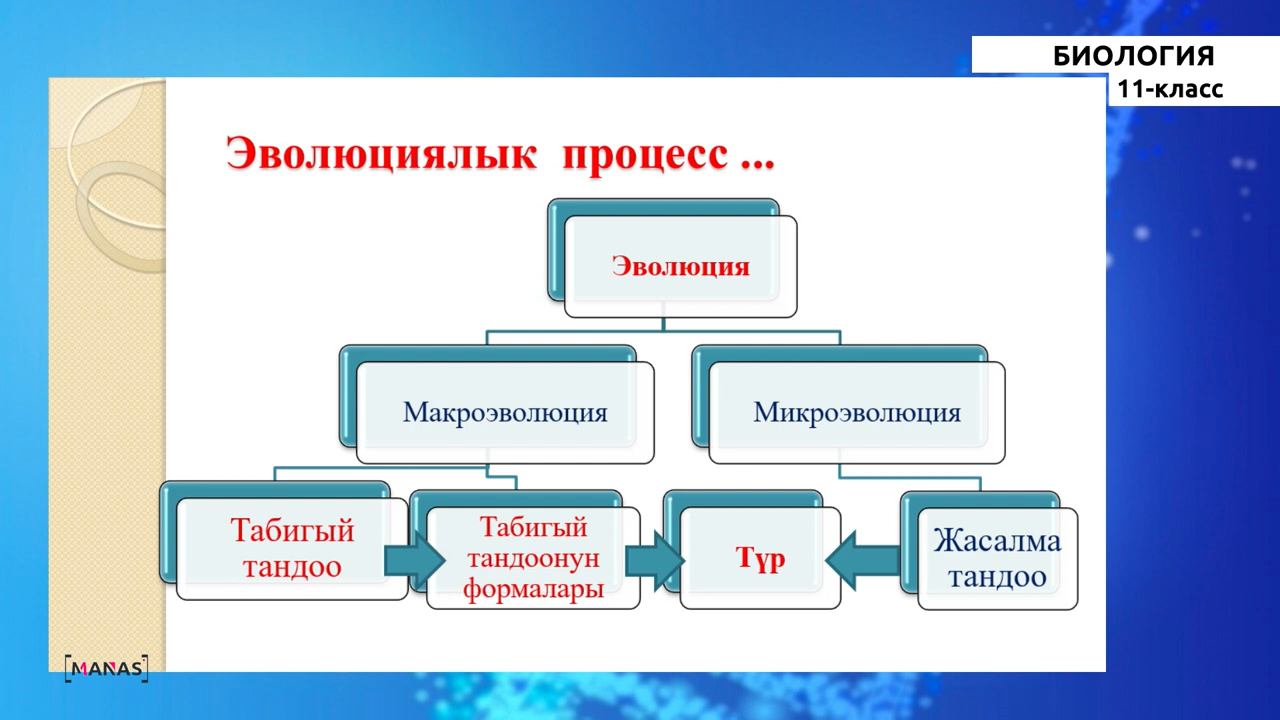 БИОЛОГИЯ
11-класс
Эволюциялык процесс ...
Эволюция
Макроэволюция
Микроэволюция
Табигый
тандоо
Табигый
тандоонун
формалары
Түр
Жасалма
тандоо
[MANAS]